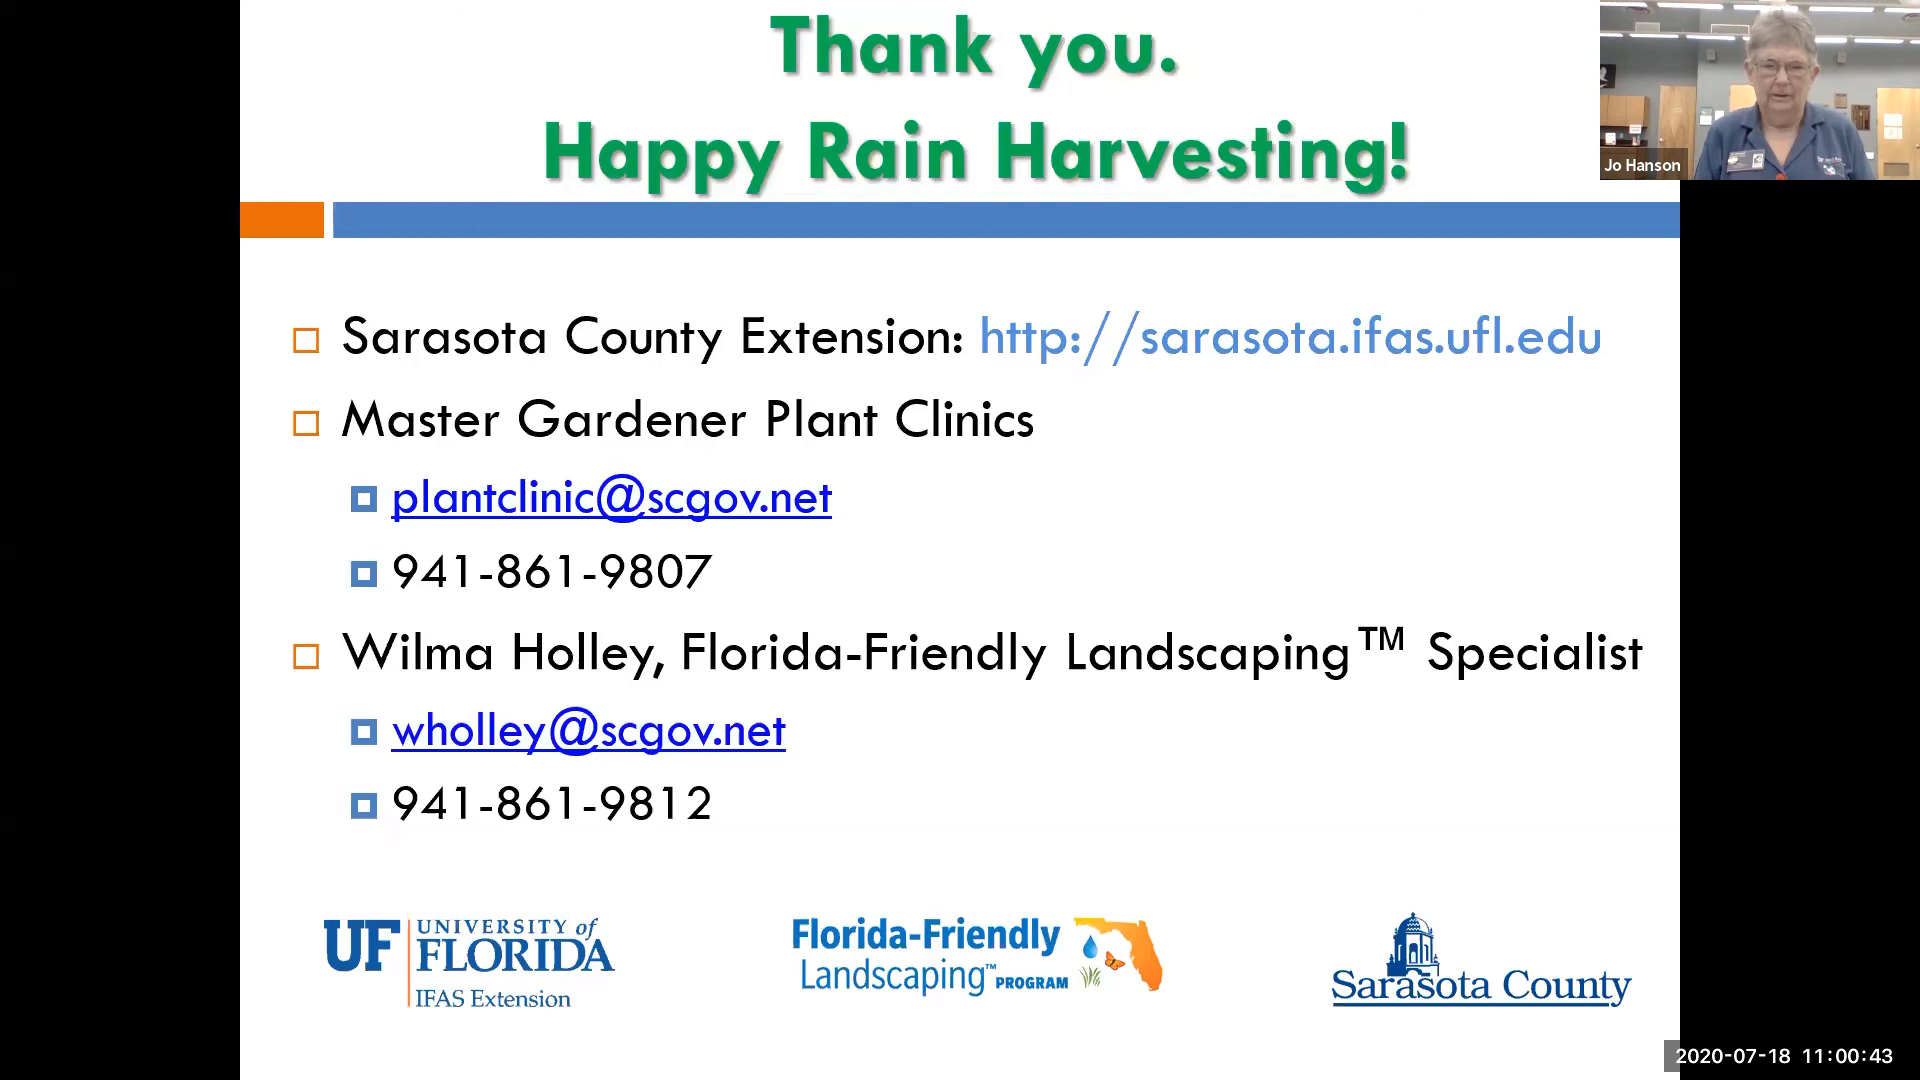 Thank you.
Happy Rain Harvesting!
Jo Hanson
Sarasota County Extension: http://sarasota.ifas.ufl.edu
Master Gardener Plant Clinics
plantclinic@scgov.net
941-861-9807
Wilma Holley, Florida-Friendly Landscaping™ Specialist
wholley@scgov.net
941-861-9812
UF UNIVERSITY of
FLORIDA
IFAS Extension
Florida-Friendly
Landscaping™ PROGRAM
Sarasota County
2020-07-18 11:00:43